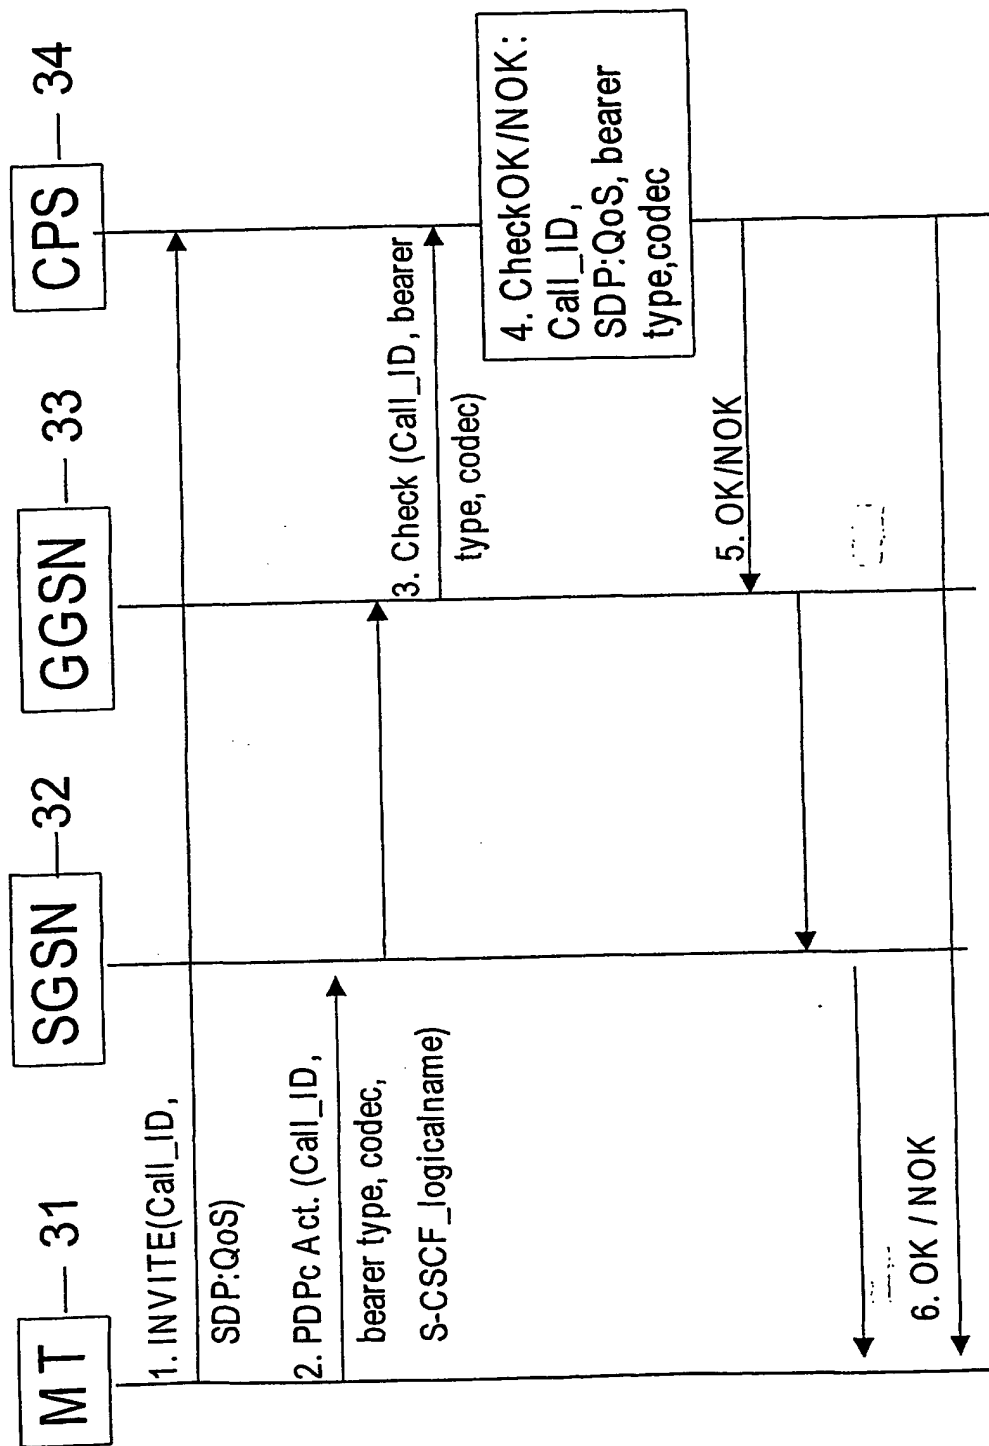 MT
31
SGSN
32
GGSN
33
CPS
34
1. INVITE(Call_ID,
SDP:QoS)
2. PDPc Act. (Call_ID,
bearer type, codec,
S-CSCF_logicalname)
3. Check (Call_ID, bearer
type, codec)
4. CheckOK/NOK:
Call_ID,
SDP:QoS, bearer
type,codec
5. OK/NOK
6. OK / NOK